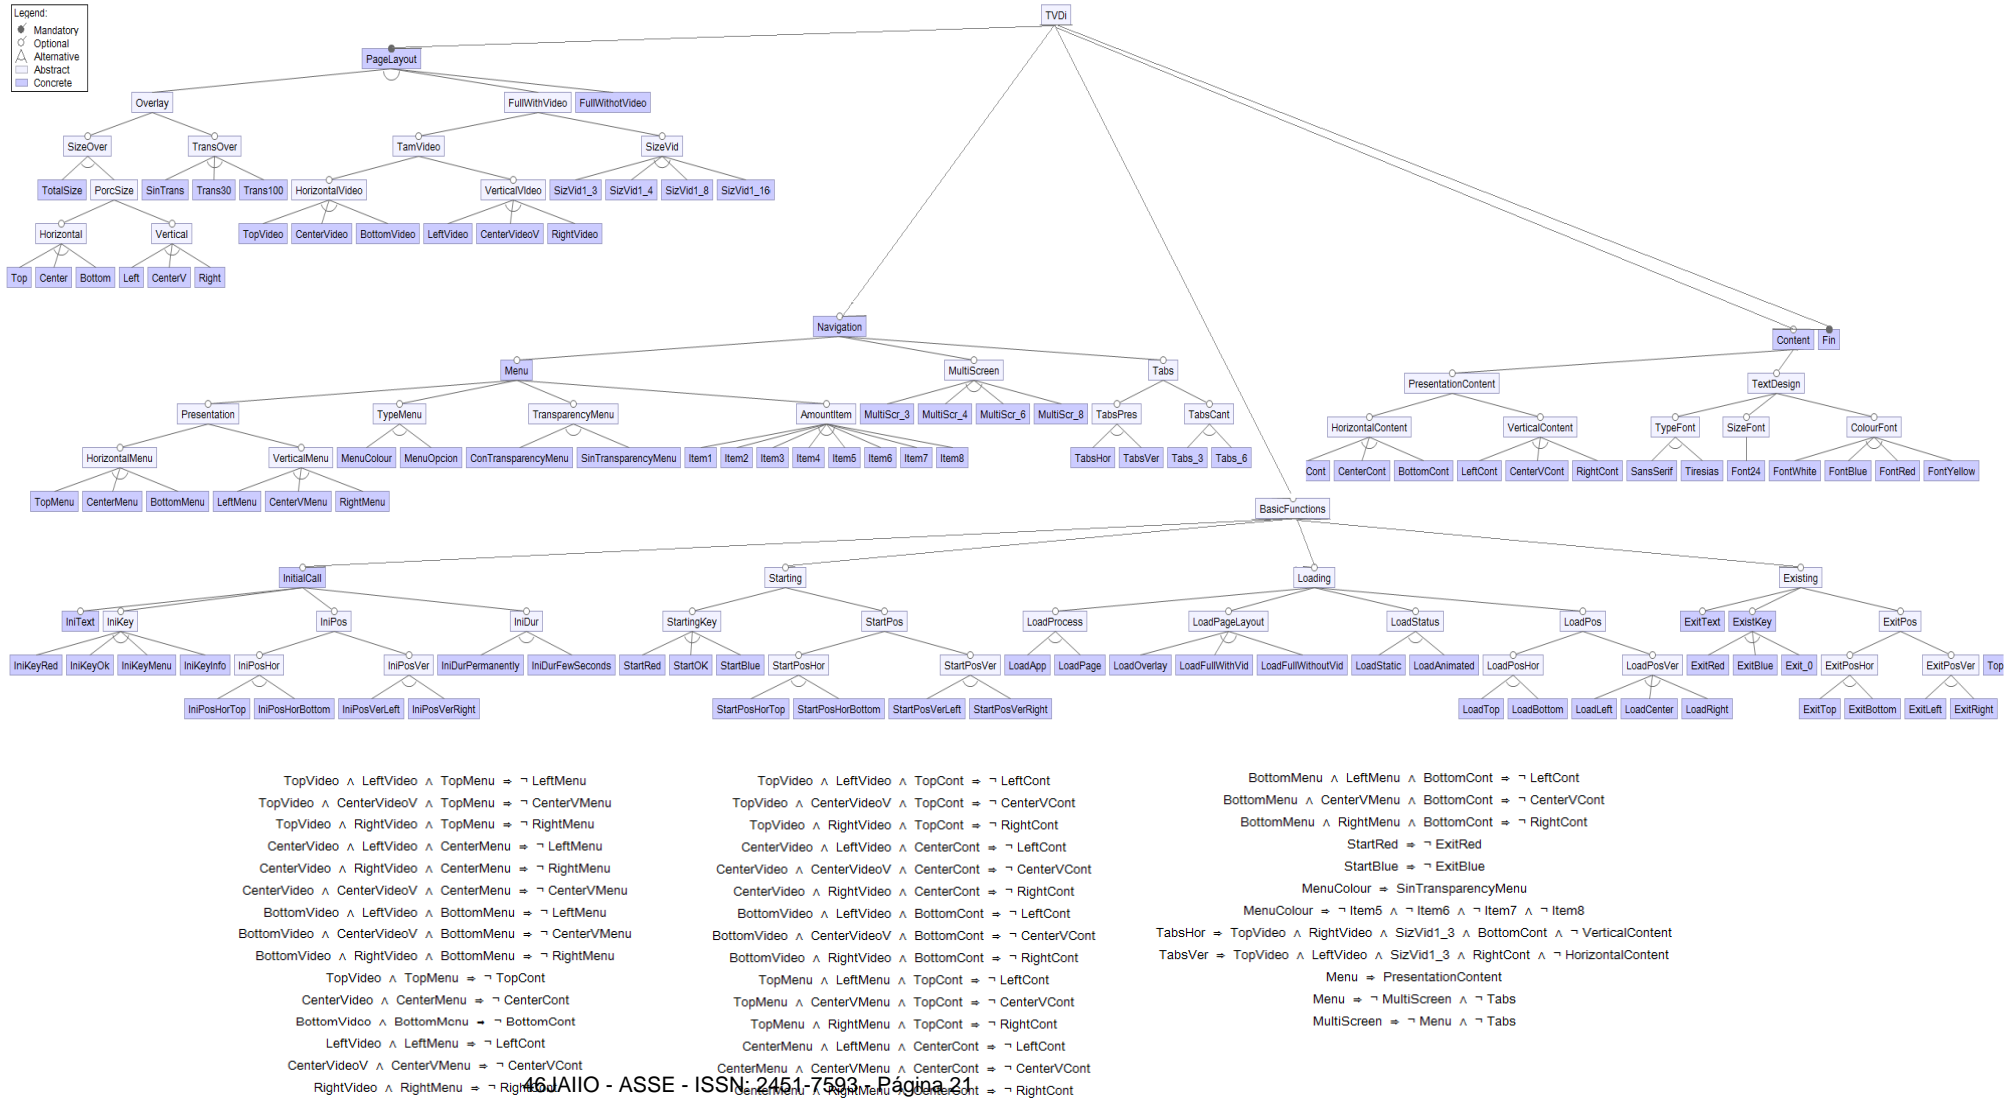 Legend:
Mandatory
Optional
Alternative
Abstract
Concrete
TVDi
PageLayout
Overlay FullWithVideo FullWithotVideo
SizeOver TransOver TamVideo SizeVid
TotalSize PorcSize SinTrans Trans30 Trans100 HorizontalVideo VerticalVIdeo SizVid1_3 SizVid1_4 SizVid1_8 SizVid1_16
Horizontal Vertical TopVideo CenterVideo BottomVideo LeftVideo CenterVideoV RightVideo
Top Center Bottom Left CenterV Right
Navigation
Content Fin
Menu MultiScreen Tabs
PresentationContent TextDesign
Presentation TypeMenu TransparencyMenu AmountItem MultiScr_3 MultiScr_4 MultiScr_6 MultiScr_8 TabsPres TabsCant
HorizontalContent VerticalContent TypeFont SizeFont ColourFont
HorizontalMenu VerticalMenu MenuColour MenuOpcion ConTransparencyMenu SinTransparencyMenu Item1 Item2 Item3 Item4 Item5 Item6 Item7 Item8 TabsHor TabsVer Tabs_3 Tabs_6
Cont CenterCont BottomCont LeftCont CenterVCont RightCont SansSerif Tiresias Font24 FontWhite FontBlue FontRed FontYellow
TopMenu CenterMenu BottomMenu LeftMenu CenterVMenu RightMenu
BasicFunctions
InitialCall Starting Loading Existing
IniText IniKey IniPos IniDur StartingKey StartPos LoadProcess LoadPageLayout LoadStatus LoadPos ExitText ExistKey ExitPos
IniKeyRed IniKeyOk IniKeyMenu IniKeyInfo IniPosHor IniPosVer IniDurPermanently IniDurFewSeconds StartRed StartOK StartBlue StartPosHor StartPosVer LoadApp LoadPage LoadOverlay LoadFullWithVid LoadFullWithoutVid LoadStatic LoadAnimated LoadPosHor LoadPosVer ExitRed ExitBlue Exit_0 ExitPosHor ExitPosVer Top
IniPosHorTop IniPosHorBottom IniPosVerLeft IniPosVerRight StartPosHorTop StartPosHorBottom StartPosVerLeft StartPosVerRight LoadTop LoadBottom LoadLeft LoadCenter LoadRight ExitTop ExitBottom ExitLeft ExitRight
TopVideo ∧ LeftVideo ∧ TopMenu ⇒ ¬ LeftMenu
TopVideo ∧ CenterVideoV ∧ TopMenu ⇒ ¬ CenterVMenu
TopVideo ∧ RightVideo ∧ TopMenu ⇒ ¬ RightMenu
CenterVideo ∧ LeftVideo ∧ CenterMenu ⇒ ¬ LeftMenu
CenterVideo ∧ RightVideo ∧ CenterMenu ⇒ ¬ RightMenu
CenterVideo ∧ CenterVideoV ∧ CenterMenu ⇒ ¬ CenterVMenu
BottomVideo ∧ LeftVideo ∧ BottomMenu ⇒ ¬ LeftMenu
BottomVideo ∧ CenterVideoV ∧ BottomMenu ⇒ ¬ CenterVMenu
BottomVideo ∧ RightVideo ∧ BottomMenu ⇒ ¬ RightMenu
TopVideo ∧ TopMenu ⇒ ¬ TopCont
CenterVideo ∧ CenterMenu ⇒ ¬ CenterCont
BottomVideo ∧ BottomMenu ⇒ ¬ BottomCont
LeftVideo ∧ LeftMenu ⇒ ¬ LeftCont
CenterVideoV ∧ CenterVMenu ⇒ ¬ CenterVCont
RightVideo ∧ RightMenu ⇒ ¬ RightCont
TopVideo ∧ LeftVideo ∧ TopCont ⇒ ¬ LeftCont
TopVideo ∧ CenterVideoV ∧ TopCont ⇒ ¬ CenterVCont
TopVideo ∧ RightVideo ∧ TopCont ⇒ ¬ RightCont
CenterVideo ∧ LeftVideo ∧ CenterCont ⇒ ¬ LeftCont
CenterVideo ∧ CenterVideoV ∧ CenterCont ⇒ ¬ CenterVCont
CenterVideo ∧ RightVideo ∧ CenterCont ⇒ ¬ RightCont
BottomVideo ∧ LeftVideo ∧ BottomCont ⇒ ¬ LeftCont
BottomVideo ∧ CenterVideoV ∧ BottomCont ⇒ ¬ CenterVCont
BottomVideo ∧ RightVideo ∧ BottomCont ⇒ ¬ RightCont
TopMenu ∧ LeftMenu ∧ TopCont ⇒ ¬ LeftCont
TopMenu ∧ CenterVMenu ∧ TopCont ⇒ ¬ CenterVCont
TopMenu ∧ RightMenu ∧ TopCont ⇒ ¬ RightCont
CenterMenu ∧ LeftMenu ∧ CenterCont ⇒ ¬ LeftCont
CenterMenu ∧ CenterVMenu ∧ CenterCont ⇒ ¬ CenterVCont
CenterMenu ∧ RightMenu ∧ CenterCont ⇒ ¬ RightCont
BottomMenu ∧ LeftMenu ∧ BottomCont ⇒ ¬ LeftCont
BottomMenu ∧ CenterVMenu ∧ BottomCont ⇒ ¬ CenterVCont
BottomMenu ∧ RightMenu ∧ BottomCont ⇒ ¬ RightCont
StartRed ⇒ ¬ ExitRed
StartBlue ⇒ ¬ ExitBlue
MenuColour ⇒ SinTransparencyMenu
MenuColour ⇒ ¬ Item5 ∧ ¬ Item6 ∧ ¬ Item7 ∧ ¬ Item8
TabsHor ⇒ TopVideo ∧ RightVideo ∧ SizVid1_3 ∧ BottomCont ∧ ¬ VerticalContent
TabsVer ⇒ TopVideo ∧ LeftVideo ∧ SizVid1_3 ∧ RightCont ∧ ¬ HorizontalContent
Menu ⇒ PresentationContent
Menu ⇒ ¬ MultiScreen ∧ ¬ Tabs
MultiScreen ⇒ ¬ Menu ∧ ¬ Tabs
46JAIIO - ASSE - ISSN: 2451-7593 - Página 21